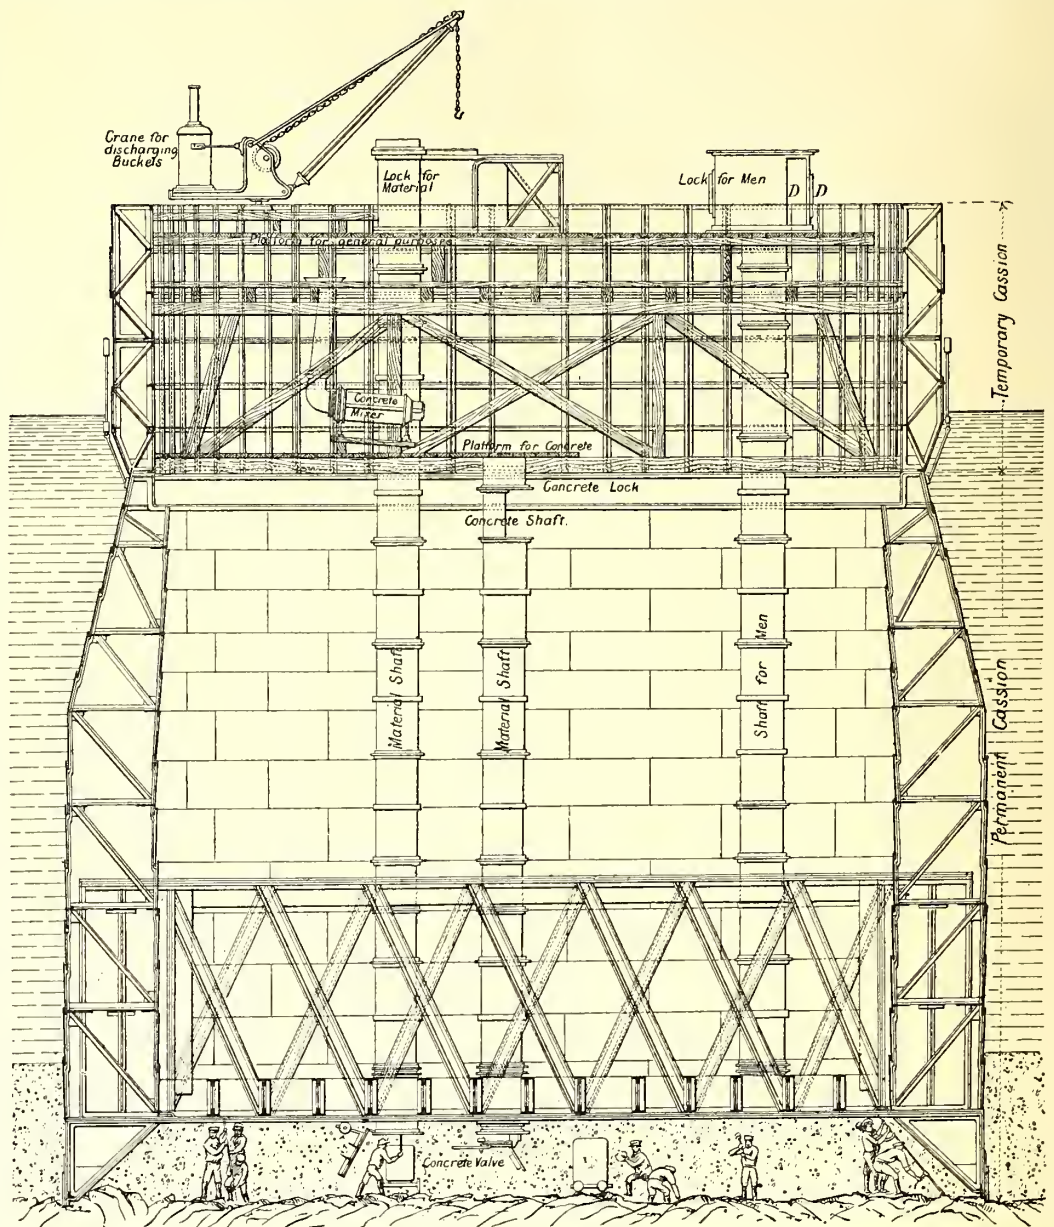 Crane for
discharging
Buckets
Lock for
Material
Lock for Men
D D
Platform for general purposes
Temporary Cassion
Concrete
Mixer
Platform for Concrete
Concrete Lock
Concrete Shaft.
Material Shaft
Material Shaft
Shaft for Men
Permanent Cassion
Concrete Valve